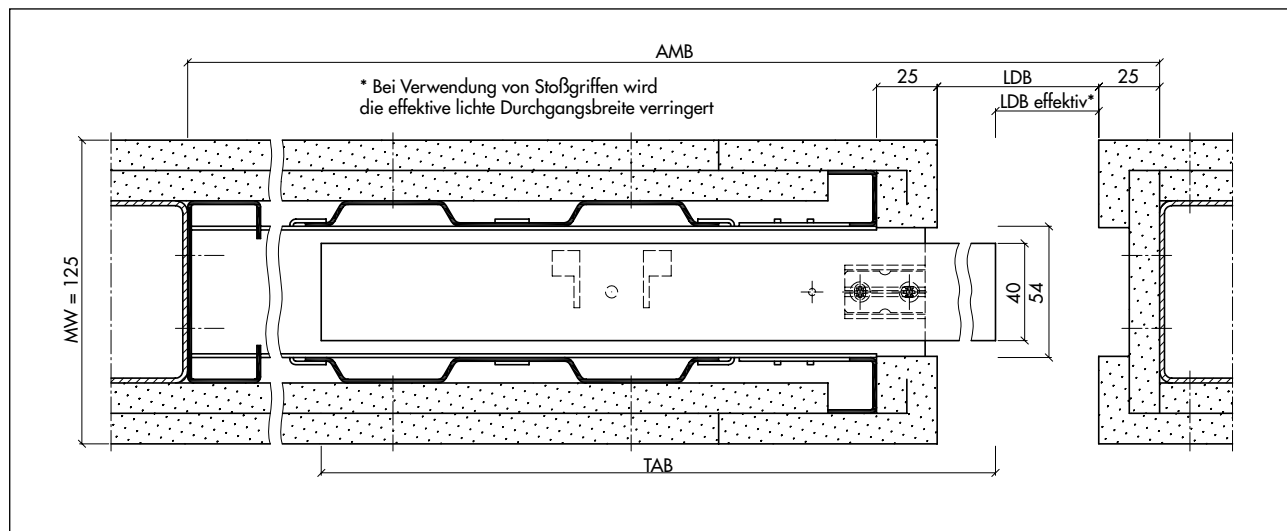 AMB
* Bei Verwendung von Stoßgriffen wird
die effektive lichte Durchgangsbreite verringert
25
LDB
25
LDB effektiv*
MW = 125
40
54
TAB